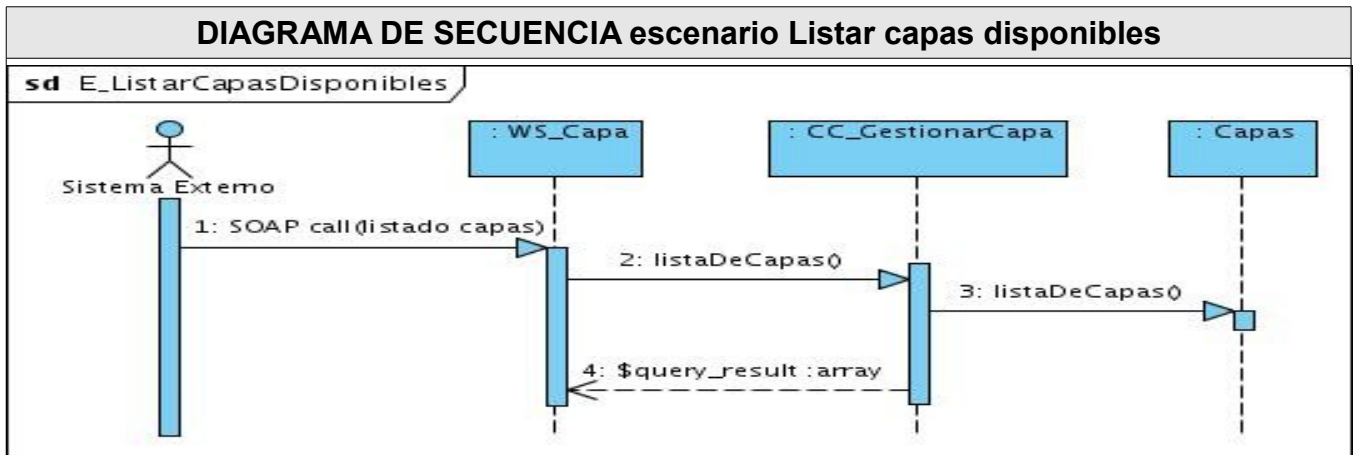 DIAGRAMA DE SECUENCIA escenario Listar capas disponibles
sd E_ListarCapasDisponibles
: WS_Capa
: CC_GestionarCapa
: Capas
Sistema Externo
1: SOAP call(listado capas)
2: listaDeCapas()
3: listaDeCapas()
4: $query_result :array